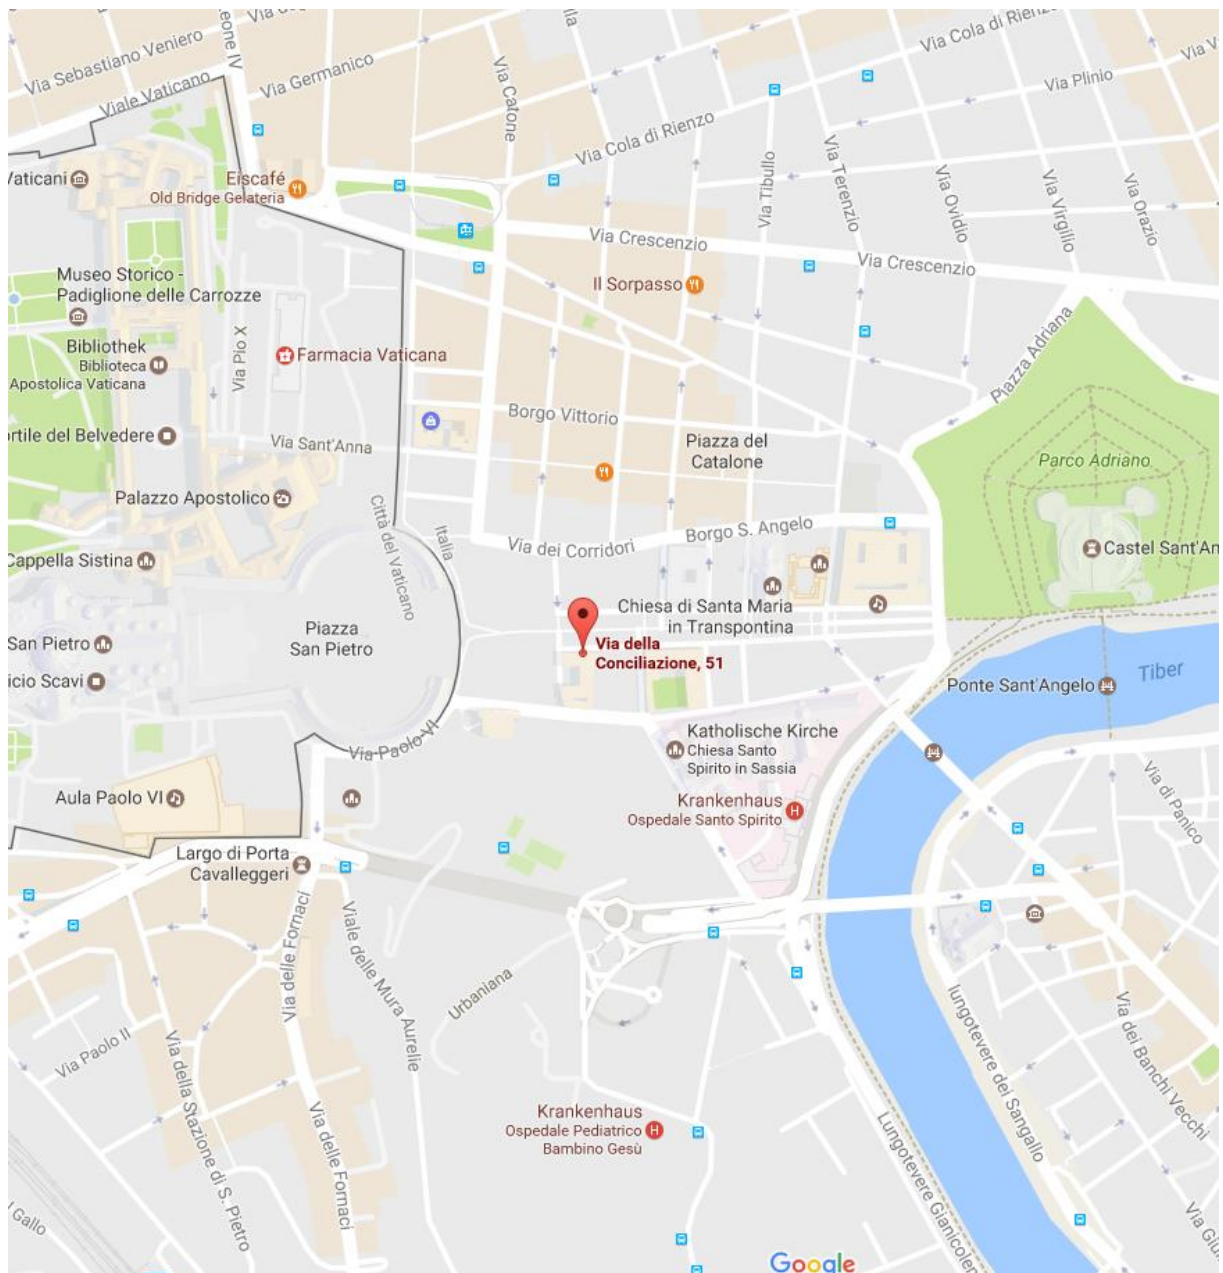 Via Sebastiano Veniero
Viale Vaticano
Leone IV
Via Germanico
Via Catone
Via Cola di Rienzo
Via Cola di Rienzo
Via Plinio
Via Tibullo
Via Terenzio
Via Ovidio
Via Virgilio
Via Orazio
Vaticani
Eiscafé
Old Bridge Gelateria
Via Crescenzio
Via Crescenzio
Museo Storico -
Padiglione delle Carrozze
Il Sorpasso
Piazza Adriana
Bibliothek
Biblioteca
Apostolica Vaticana
Via Pio X
Farmacia Vaticana
Borgo Vittorio
ortile del Belvedere
Via Sant'Anna
Piazza del
Catalone
Parco Adriano
Palazzo Apostolico
Città del Vaticano
Italia
Via dei Corridori
Borgo S. Angelo
Castel Sant'An
Cappella Sistina
Chiesa di Santa Maria
in Transpontina
Piazza
San Pietro
San Pietro
icio Scavi
Via della
Conciliazione, 51
Ponte Sant'Angelo
Tiber
Via Paolo VI
Katholische Kirche
Chiesa Santo
Spirito in Sassia
Aula Paolo VI
Krankenhaus
Ospedale Santo Spirito
Via di Panico
Largo di Porta
Cavalleggeri
Via delle Fornaci
Viale delle Mura Aurelie
Urbaniana
Via Paolo II
Via della Stazione di S. Pietro
Via delle Fornaci
lungotevere dei Sangallo
Via dei Banchi Vecchi
Krankenhaus
Ospedale Pediatrico
Bambino Gesù
Lungotevere Gianicolen
Via Giu
l Gallo
Google